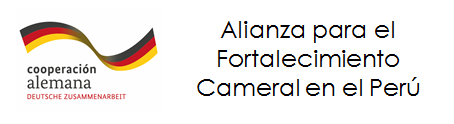 cooperación
alemana
DEUTSCHE ZUSAMMENARBEIT
Alianza para el
Fortalecimiento
Cameral en el Perú